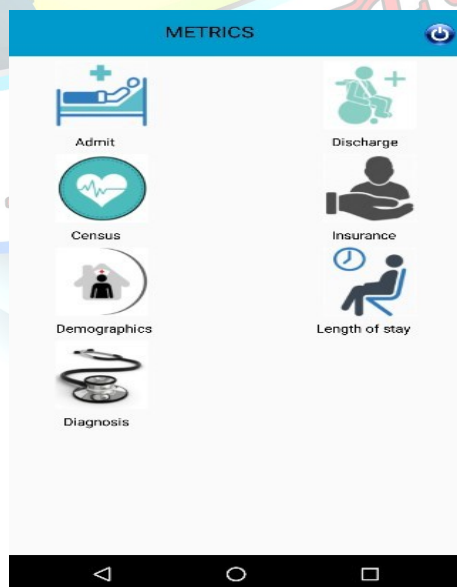 METRICS
Admit
Discharge
Census
Insurance
Demographics
Length of stay
Diagnosis